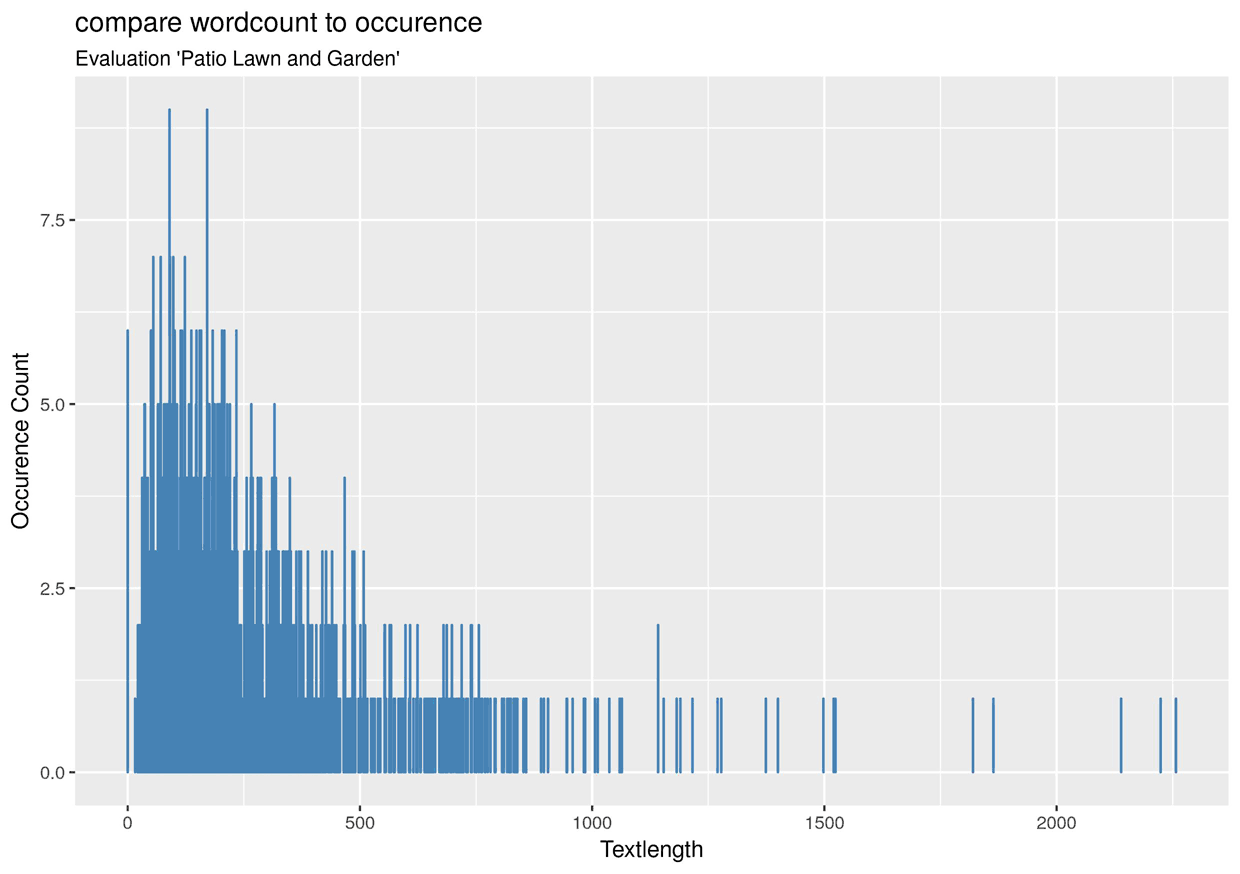 compare wordcount to occurence
Evaluation 'Patio Lawn and Garden'
Occurence Count
7.5
5.0
2.5
0.0
0 500 1000 1500 2000
Textlength